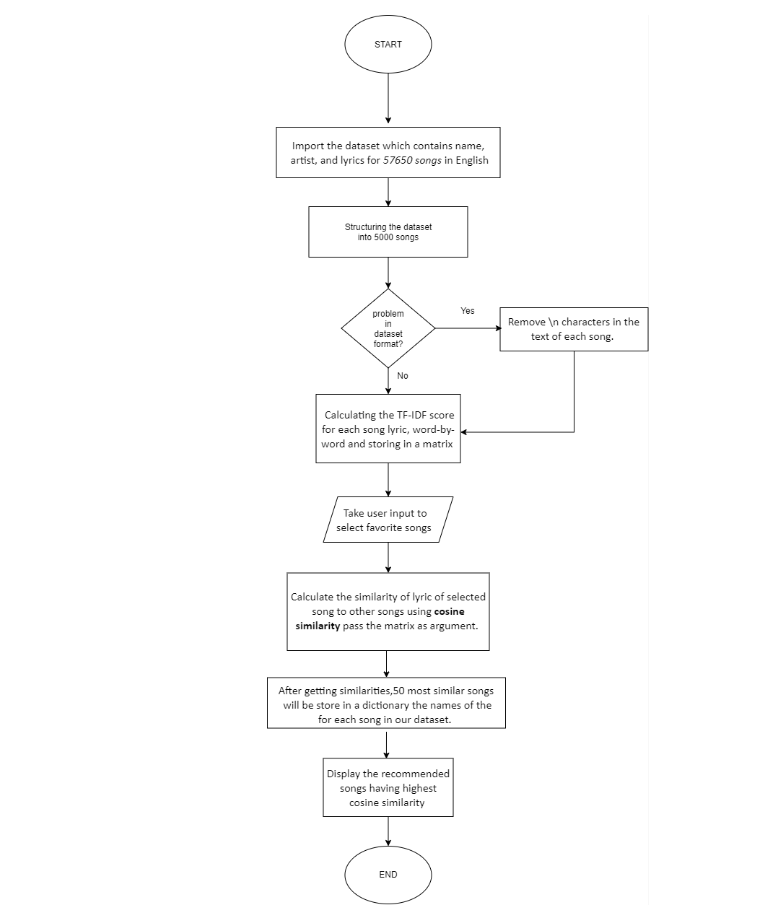 START
Import the dataset which contains name,
artist, and lyrics for 57650 songs in English
Structuring the dataset
into 5000 songs
problem
in
dataset
format?
Yes
Remove \n characters in the
text of each song.
No
Calculating the TF-IDF score
for each song lyric, word-by-
word and storing in a matrix
Take user input to
select favorite songs
Calculate the similarity of lyric of selected
song to other songs using cosine
similarity pass the matrix as argument.
After getting similarities,50 most similar songs
will be store in a dictionary the names of the
for each song in our dataset.
Display the recommended
songs having highest
cosine similarity
END